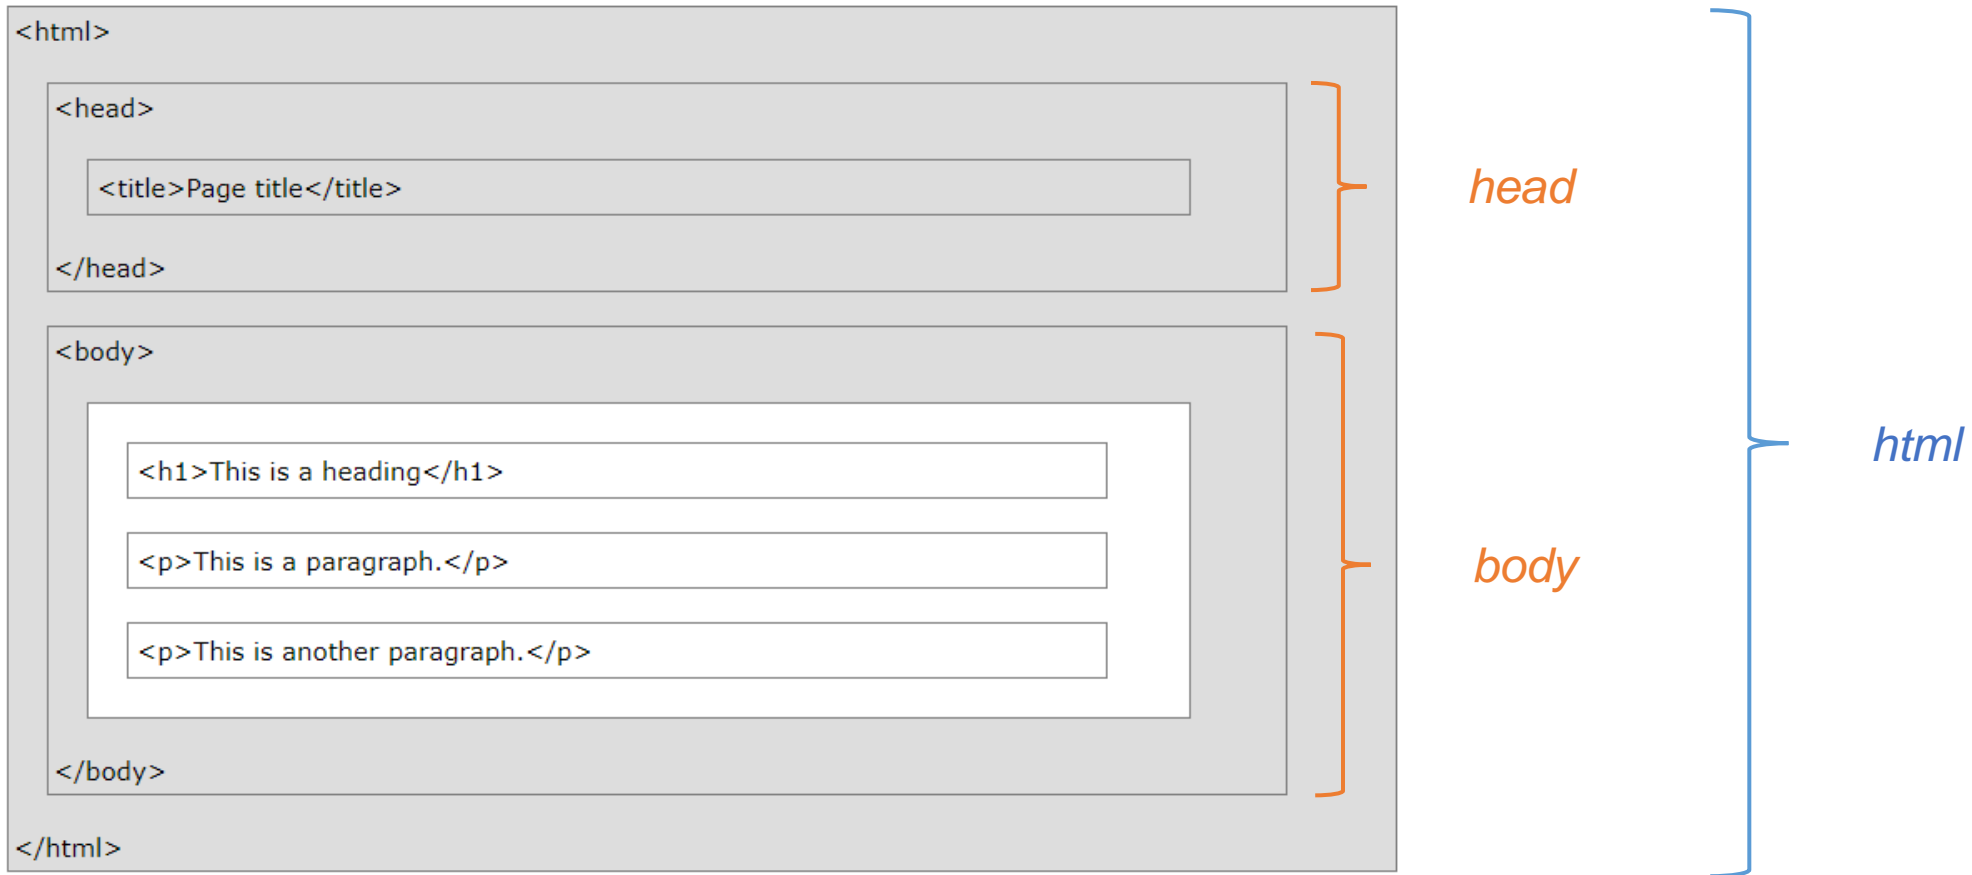 <html>
<head>
head
<title>Page title</title>
</head>
<body>
<h1>This is a heading</h1>
html
<p>This is a paragraph.</p>
body
<p>This is another paragraph.</p>
</body>
</html>